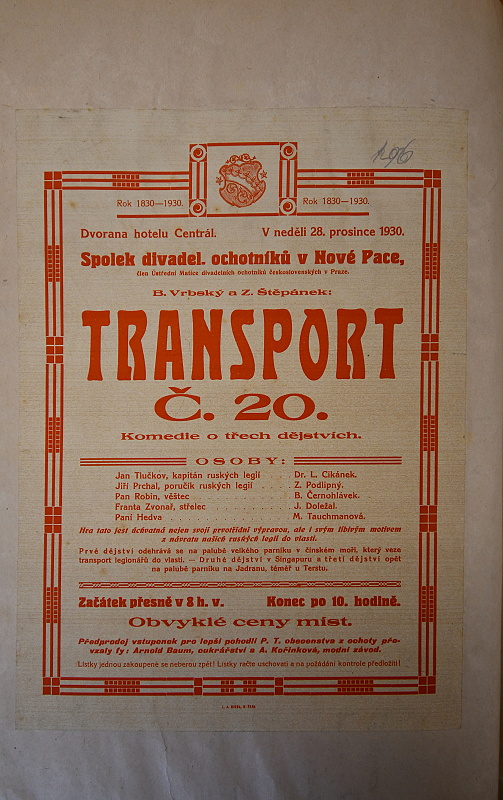 196
Rok 1830—1930. Rok 1830—1930.
Dvorana hotelu Centrál. V neděli 28. prosince 1930.
Spolek divadel. ochotníků v Nové Pace,
člen Ústřední Matice divadelních ochotníků československých v Praze.
B. Vrbský a Z. Štěpánek:
TRANSPORT
Č. 20.
Komedie o třech dějstvích.
OSOBY:
Jan Tlučkov, kapitán ruských legií . . . . Dr. L. Cikánek.
Jiří Prchal, poručík ruských legií . . . . Z. Podlipný.
Pan Robin, věštec . . . . B. Černohlávek.
Franta Zvonař, střelec . . . . J. Doležal.
Paní Hedva . . . . M. Tauchmanová.
Hra tato jest úchvatná nejen svojí prvotřídní výpravou, ale i svým líbivým motivem
z návratu našich ruských legií do vlasti.
Prvé dějství odehrává se na palubě velkého parníku v čínském moři, který veze
transport legionářů do vlasti. — Druhé dějství v Singapuru a třetí dějství opět
na palubě parníku na Jadranu, téměř u Terstu.
Začátek přesně v 8 h. v. Konec po 10. hodině.
Obvyklé ceny míst.
Předprodej vstupenek pro lepší pohodlí P. T. obecenstva z ochoty pře-
vzaly fy: Arnold Baum, cukrářství a A. Kořínková, modní závod.
Lístky jednou zakoupené se neberou zpět! Lístky račte uschovati a na požádání kontrole předložiti!